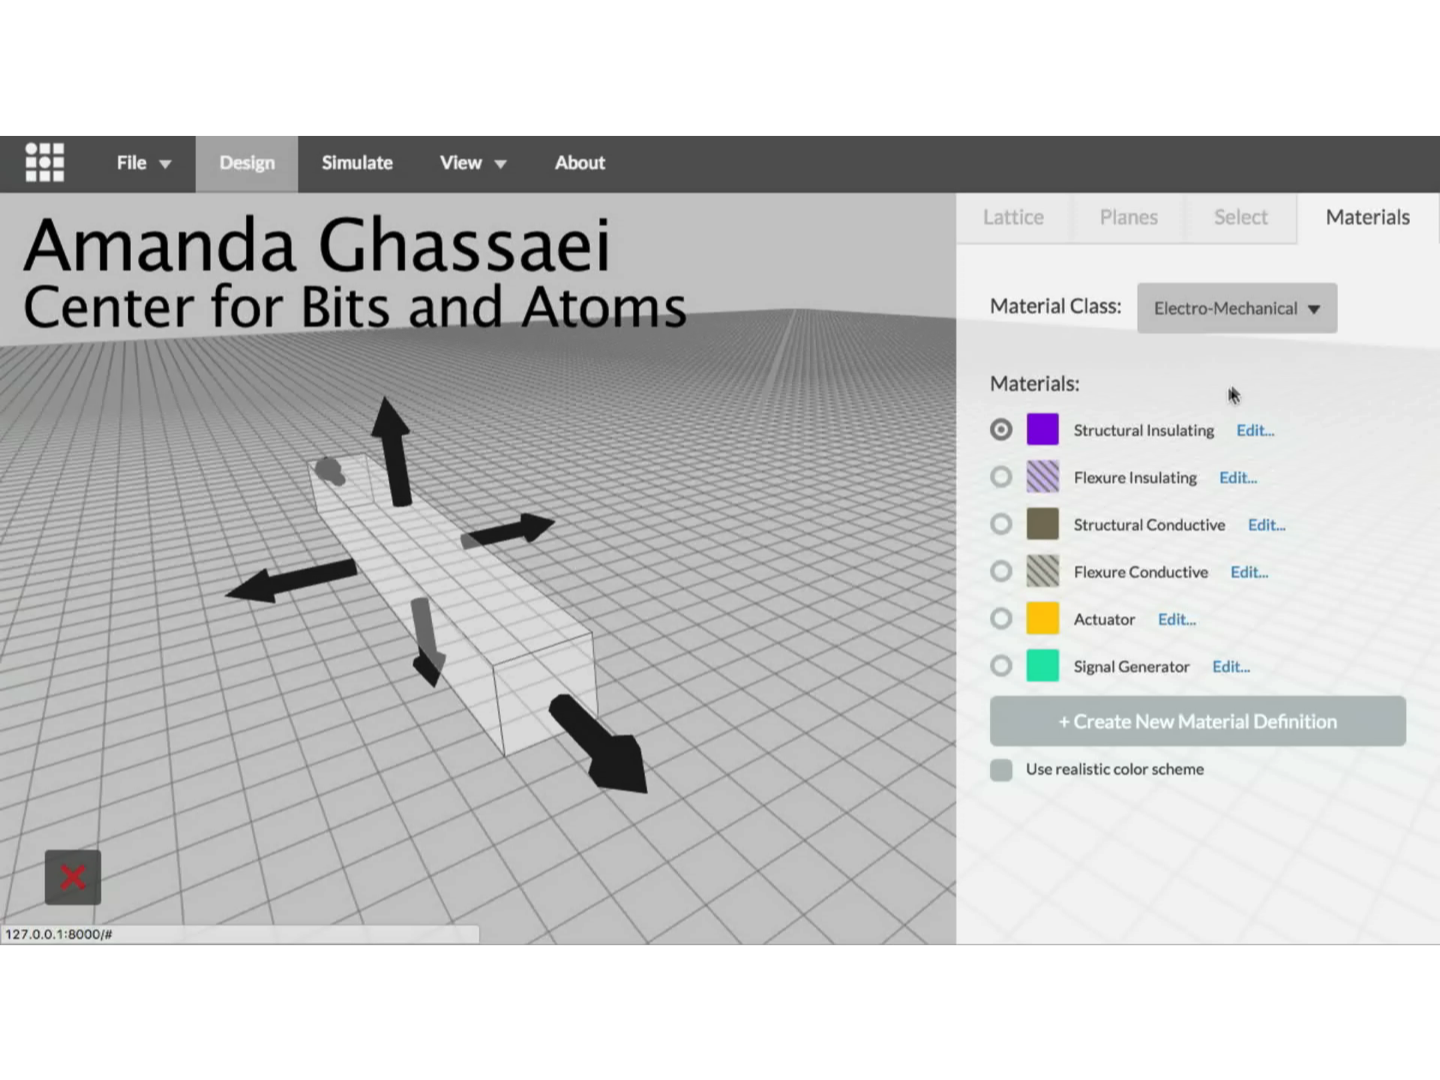 File
Design
Simulate
View
About
Amanda Ghassaei
Center for Bits and Atoms
Lattice
Planes
Select
Materials
Material Class:
Electro-Mechanical
Materials:
Structural Insulating Edit...
Flexure Insulating Edit...
Structural Conductive Edit...
Flexure Conductive Edit...
Actuator Edit...
Signal Generator Edit...
+ Create New Material Definition
Use realistic color scheme
127.0.0.1:8000/#